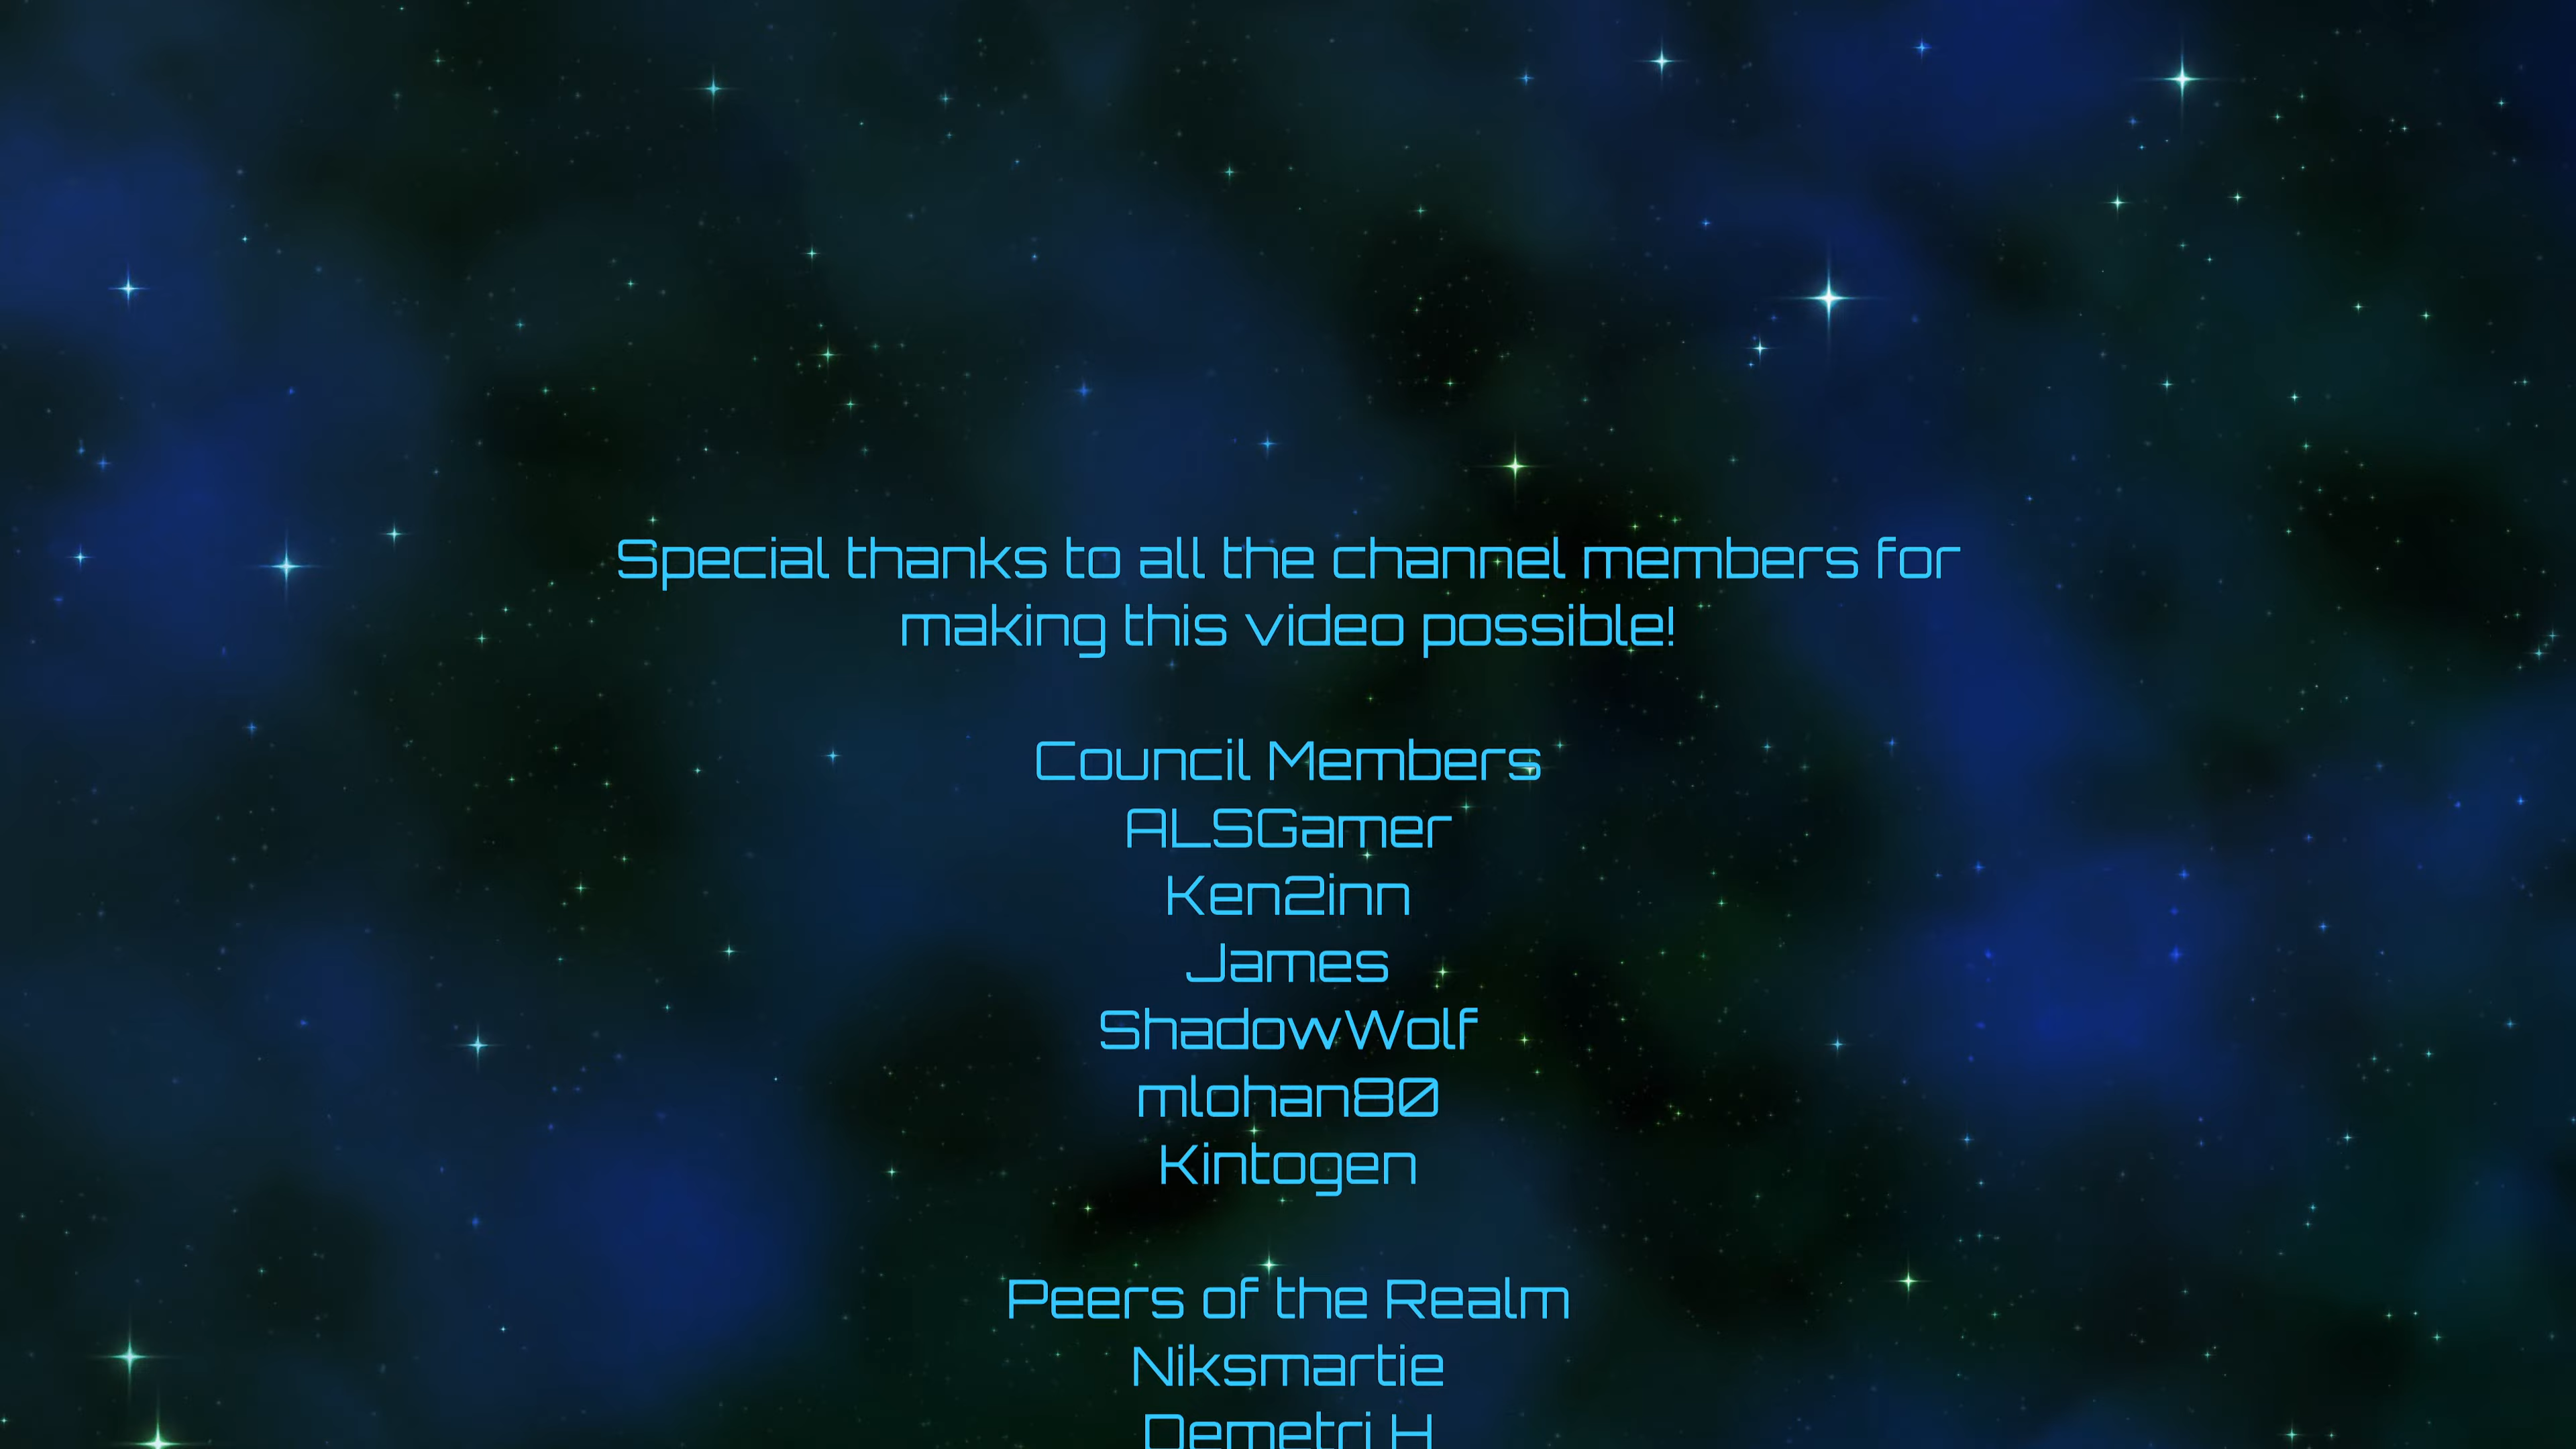 Special thanks to all the channel members for
making this video possible!
Council Members
ALSGamer
Ken2inn
James
ShadowWolf
mlohan80
Kintogen
Peers of the Realm
Niksmartie
Demetri H